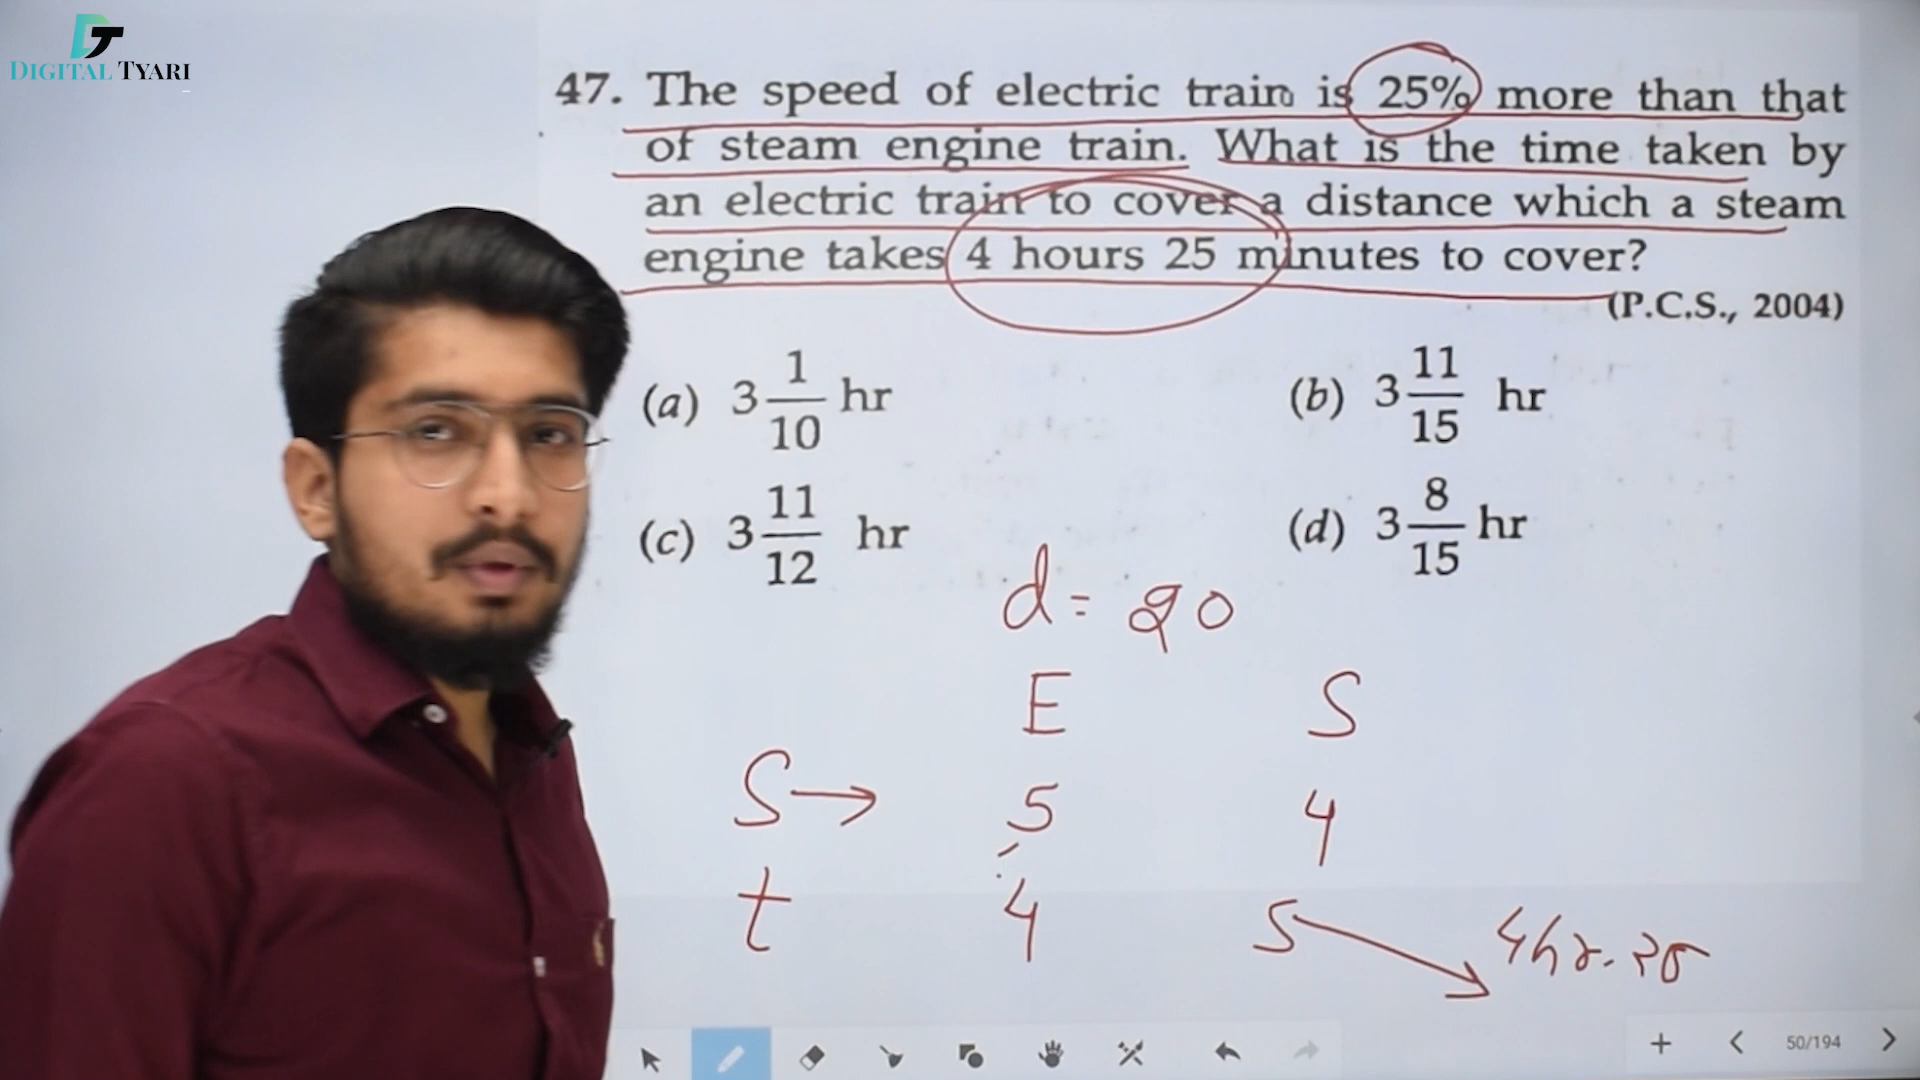 DIGITAL TYARI
47. The speed of electric train is 25% more than that
of steam engine train. What is the time taken by
an electric train to cover a distance which a steam
engine takes 4 hours 25 minutes to cover?
(P.C.S., 2004)
(a) 3 1/10 hr (b) 3 11/15 hr
(c) 3 11/12 hr (d) 3 8/15 hr
d = 20
E S
S → 5 4
t 4 5 4hr. 25
50/194